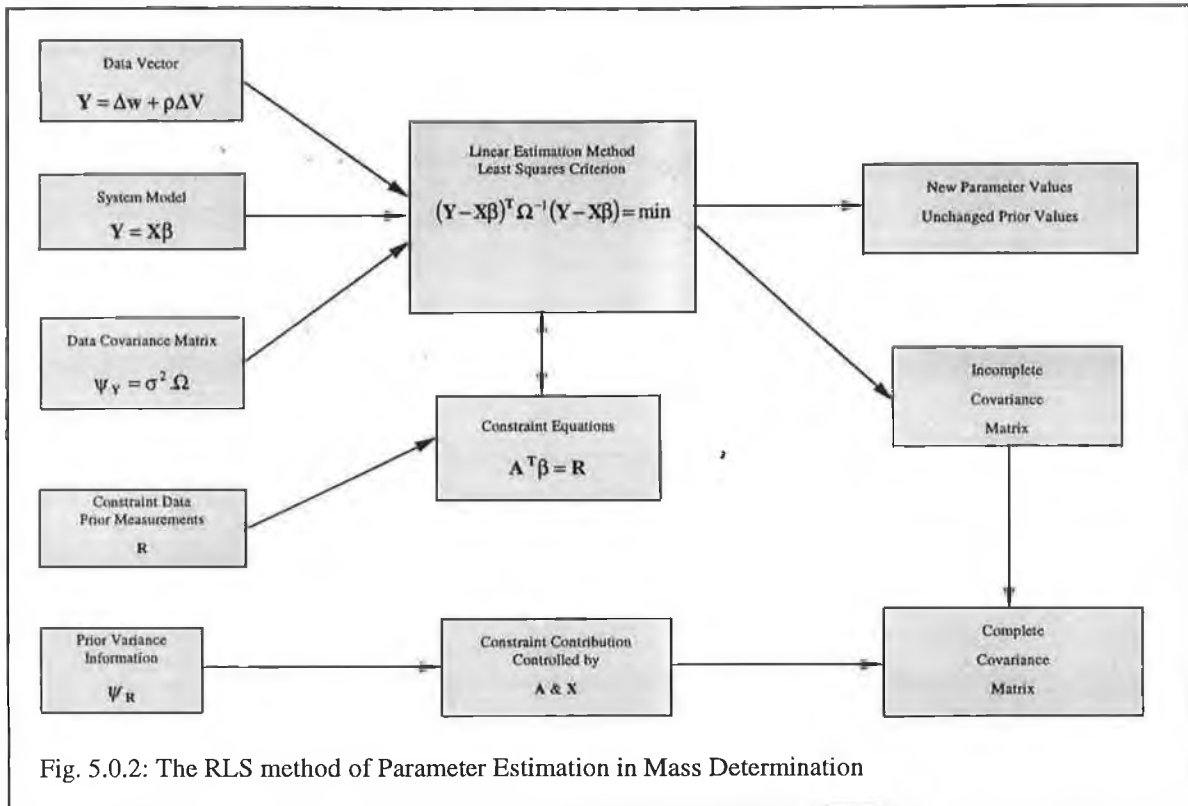 Data Vector
Y = Δw + ρΔV
System Model
Y = Xβ
Data Covariance Matrix
ψ_Y = σ² Ω
Constraint Data
Prior Measurements
R
Prior Variance
Information
Ψ_R
Linear Estimation Method
Least Squares Criterion
(Y − Xβ)ᵀ Ω⁻¹ (Y − Xβ) = min
Constraint Equations
Aᵀβ = R
Constraint Contribution
Controlled by
A & X
New Parameter Values
Unchanged Prior Values
Incomplete
Covariance
Matrix
Complete
Covariance
Matrix
Fig. 5.0.2: The RLS method of Parameter Estimation in Mass Determination